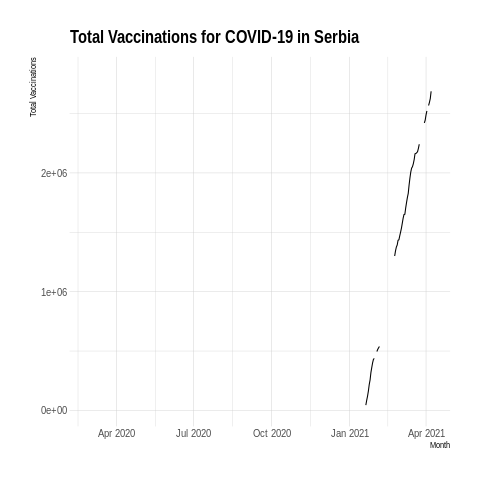 Total Vaccinations for COVID-19 in Serbia
Total Vaccinations
2e+06
1e+06
0e+00
Apr 2020 Jul 2020 Oct 2020 Jan 2021 Apr 2021
Month